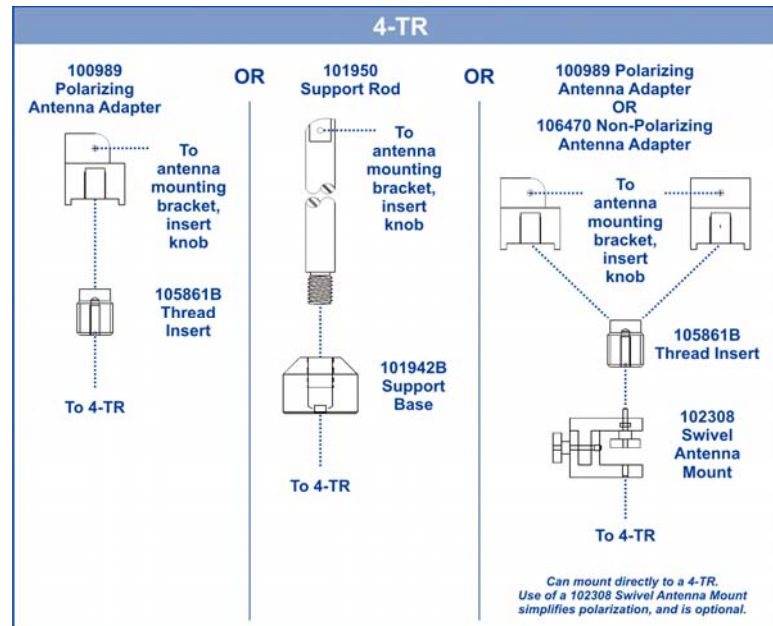 4-TR
100989
Polarizing
Antenna Adapter
To
antenna
mounting
bracket,
insert
knob
105861B
Thread
Insert
To 4-TR
OR
101950
Support Rod
To
antenna
mounting
bracket,
insert
knob
101942B
Support
Base
To 4-TR
OR
100989 Polarizing
Antenna Adapter
OR
106470 Non-Polarizing
Antenna Adapter
To
antenna
mounting
bracket,
insert
knob
105861B
Thread Insert
102308
Swivel
Antenna
Mount
To 4-TR
Can mount directly to a 4-TR.
Use of a 102308 Swivel Antenna Mount
simplifies polarization, and is optional.